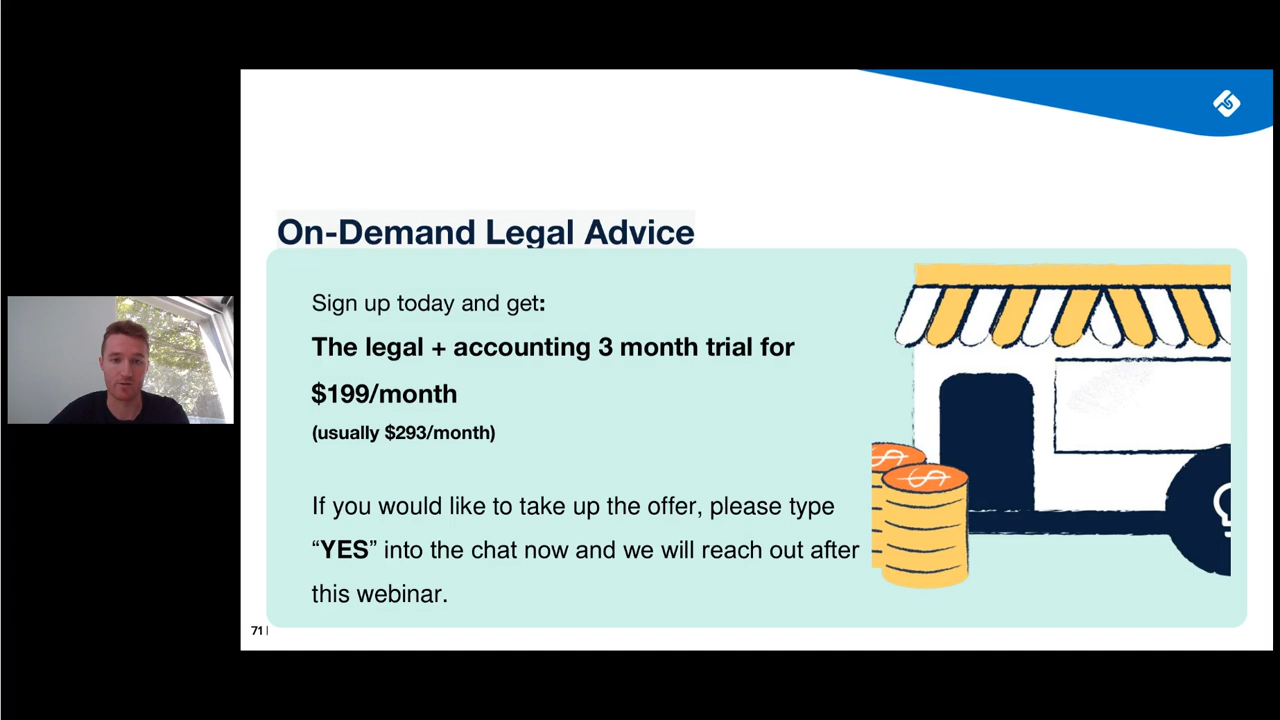 On-Demand Legal Advice
Sign up today and get:
The legal + accounting 3 month trial for
$199/month
(usually $293/month)
If you would like to take up the offer, please type
“YES” into the chat now and we will reach out after
this webinar.
71 |